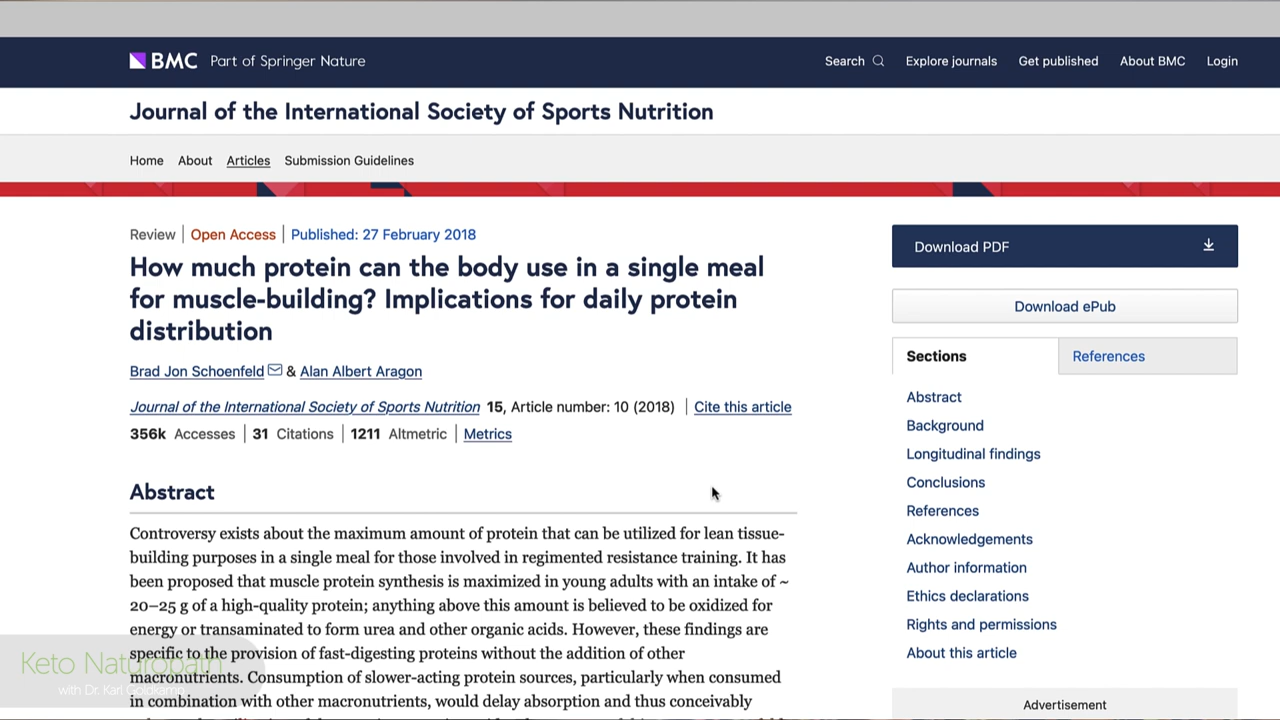 BMC Part of Springer Nature
Search Explore journals Get published About BMC Login
Journal of the International Society of Sports Nutrition
Home About Articles Submission Guidelines
Review Open Access Published: 27 February 2018
How much protein can the body use in a single meal
for muscle-building? Implications for daily protein
distribution
Brad Jon Schoenfeld & Alan Albert Aragon
Journal of the International Society of Sports Nutrition 15, Article number: 10 (2018) Cite this article
356k Accesses 31 Citations 1211 Altmetric Metrics
Abstract
Controversy exists about the maximum amount of protein that can be utilized for lean tissue-
building purposes in a single meal for those involved in regimented resistance training. It has
been proposed that muscle protein synthesis is maximized in young adults with an intake of ~
20–25 g of a high-quality protein; anything above this amount is believed to be oxidized for
energy or transaminated to form urea and other organic acids. However, these findings are
specific to the provision of fast-digesting proteins without the addition of other
macronutrients. Consumption of slower-acting protein sources, particularly when consumed
in combination with other macronutrients, would delay absorption and thus conceivably
Download PDF
Download ePub
Sections References
Abstract
Background
Longitudinal findings
Conclusions
References
Acknowledgements
Author information
Ethics declarations
Rights and permissions
About this article
Advertisement
Keto Naturopath
with Dr. Karl Goldkamp